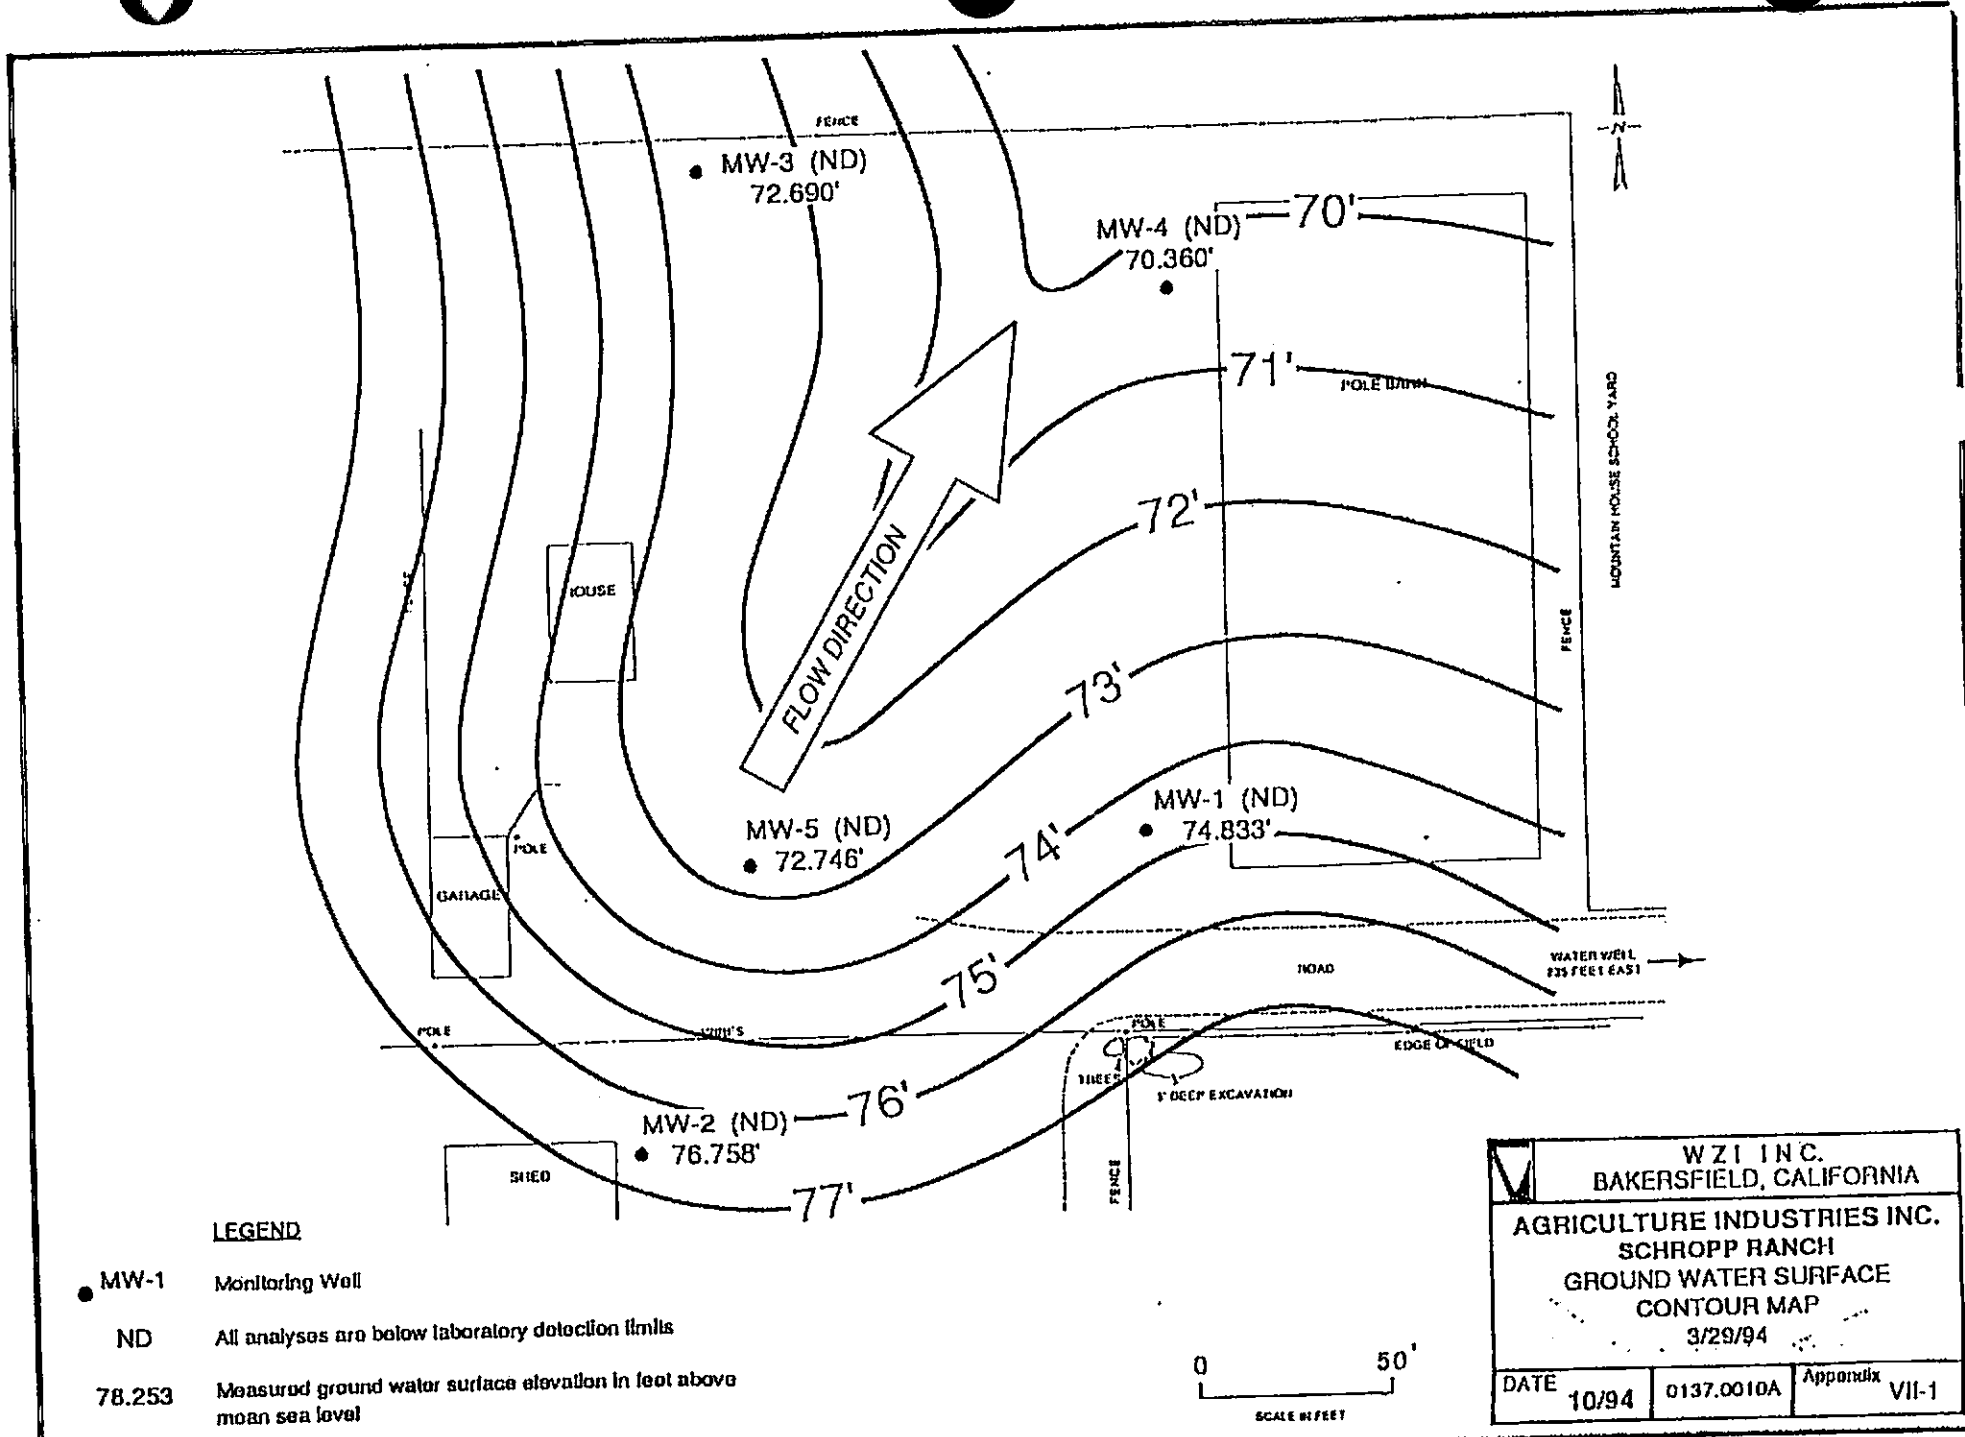 FENCE
-N-
MW-3 (ND)
72.690'
MW-4 (ND)
70.360'
70'
71'
POLE BARN
MOUNTAIN HOUSE SCHOOL YARD
72'
HOUSE
FLOW DIRECTION
FENCE
73'
MW-1 (ND)
74.833'
MW-5 (ND)
72.746'
74'
POLE
GARAGE
75'
ROAD
WATER WELL
235 FEET EAST
POLE
POLE
EDGE OF FIELD
TREES
5' DEEP EXCAVATION
76'
MW-2 (ND)
76.758'
SHED
77'
FENCE
LEGEND
MW-1 Monitoring Well
ND All analyses are below laboratory detection limits
78.253 Measured ground water surface elevation in feet above
mean sea level
0 50'
SCALE IN FEET
WZI INC.
BAKERSFIELD, CALIFORNIA
AGRICULTURE INDUSTRIES INC.
SCHROPP RANCH
GROUND WATER SURFACE
CONTOUR MAP
3/29/94
DATE 10/94
0137.0010A
Appendix VII-1